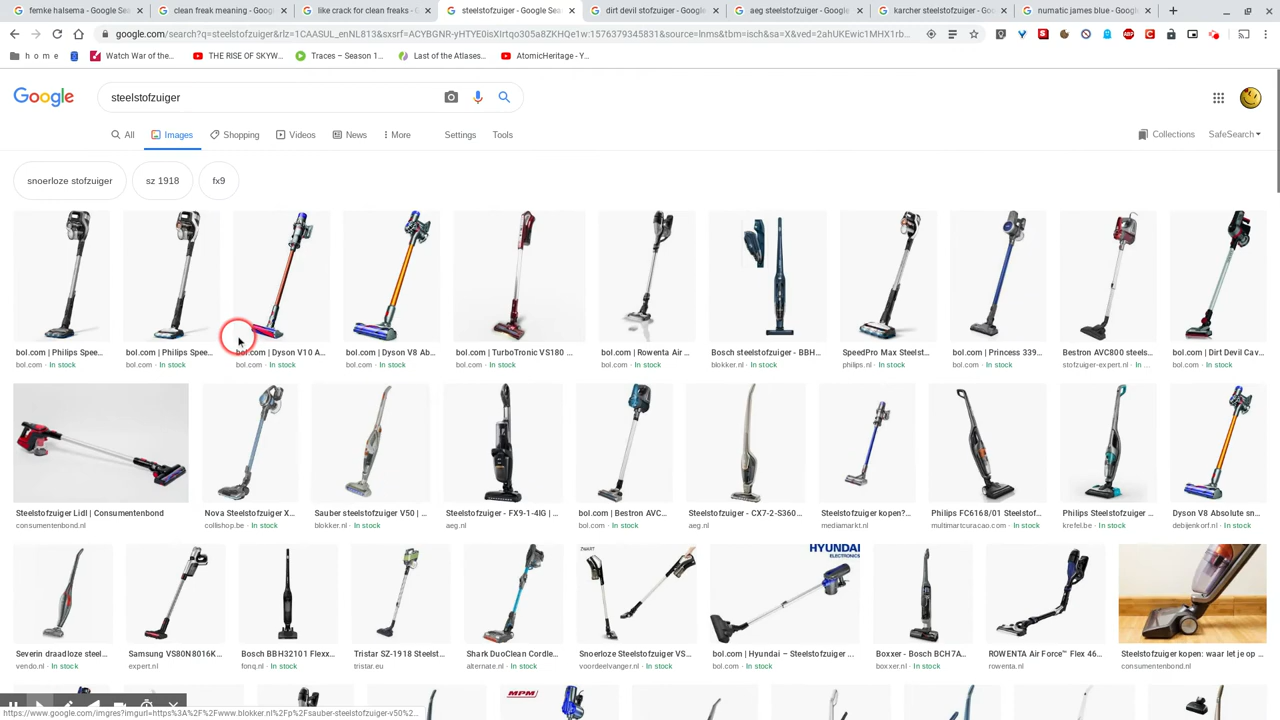 femke halsema - Google Sea
clean freak meaning - Goog
like crack for clean freaks - G
steelstofzuiger - Google Sea
dirt devil stofzuiger - Goog
aeg steelstofzuiger - Google
karcher steelstofzuiger - Go
numatic james blue - Googl
google.com/search?q=steelstofzuiger&rlz=1CAASUL_enNL813&sxsrf=ACYBGNR-yHTYE0isXIrtqo305a8ZKHQe1w:1576379345831&source=lnms&tbm=isch&sa=X&ved=2ahUKEwic1MHX1rb...
h o m e
Watch War of the...
THE RISE OF SKYW...
Traces – Season 1...
Last of the Atlases...
AtomicHeritage - Y...
Google
steelstofzuiger
All Images Shopping Videos News More Settings Tools
Collections SafeSearch
snoerloze stofzuiger sz 1918 fx9
bol.com | Philips Spee... bol.com | Philips Spee... bol.com | Dyson V10 A... bol.com | Dyson V8 Ab... bol.com | TurboTronic VS180 ... bol.com | Rowenta Air ... Bosch steelstofzuiger - BBH... SpeedPro Max Steelst... bol.com | Princess 339... Bestron AVC800 steels... bol.com | Dirt Devil Cav...
bol.com · In stock bol.com · In stock bol.com · In stock bol.com · In stock bol.com · In stock bol.com · In stock blokker.nl · In stock philips.nl · In stock bol.com · In stock stofzuiger-expert.nl · In ... bol.com · In stock
Steelstofzuiger Lidl | Consumentenbond Nova Steelstofzuiger X... Sauber steelstofzuiger V50 | ... Steelstofzuiger - FX9-1-4IG | ... bol.com | Bestron AVC... Steelstofzuiger - CX7-2-S360... Steelstofzuiger kopen?... Philips FC6168/01 Steelstof... Philips Steelstofzuiger ... Dyson V8 Absolute sn...
consumentenbond.nl collishop.be · In stock blokker.nl · In stock aeg.nl bol.com · In stock aeg.nl mediamarkt.nl multimartcuracao.com · In stock krefel.be · In stock debijenkorf.nl · In stock
ZWART
HYUNDAI
ELECTRONICS
Severin draadloze steel... Samsung VS80N8016K... Bosch BBH32101 Flexx... Tristar SZ-1918 Steelst... Shark DuoClean Cordle... Snoerloze Steelstofzuiger VS... bol.com | Hyundai – Steelstofzuiger ... Boxxer - Bosch BCH7A... ROWENTA Air Force™ Flex 46... Steelstofzuiger kopen: waar let je op ...
vendo.nl · In stock expert.nl fonq.nl · In stock tristar.eu alternate.nl · In stock voordeelvanger.nl · In stock bol.com · In stock boxxer.nl · In stock rowenta.nl consumentenbond.nl
MPM
https://www.google.com/imgres?imgurl=https%3A%2F%2Fwww.blokker.nl%2Fp%2Fsauber-steelstofzuiger-v50%2...